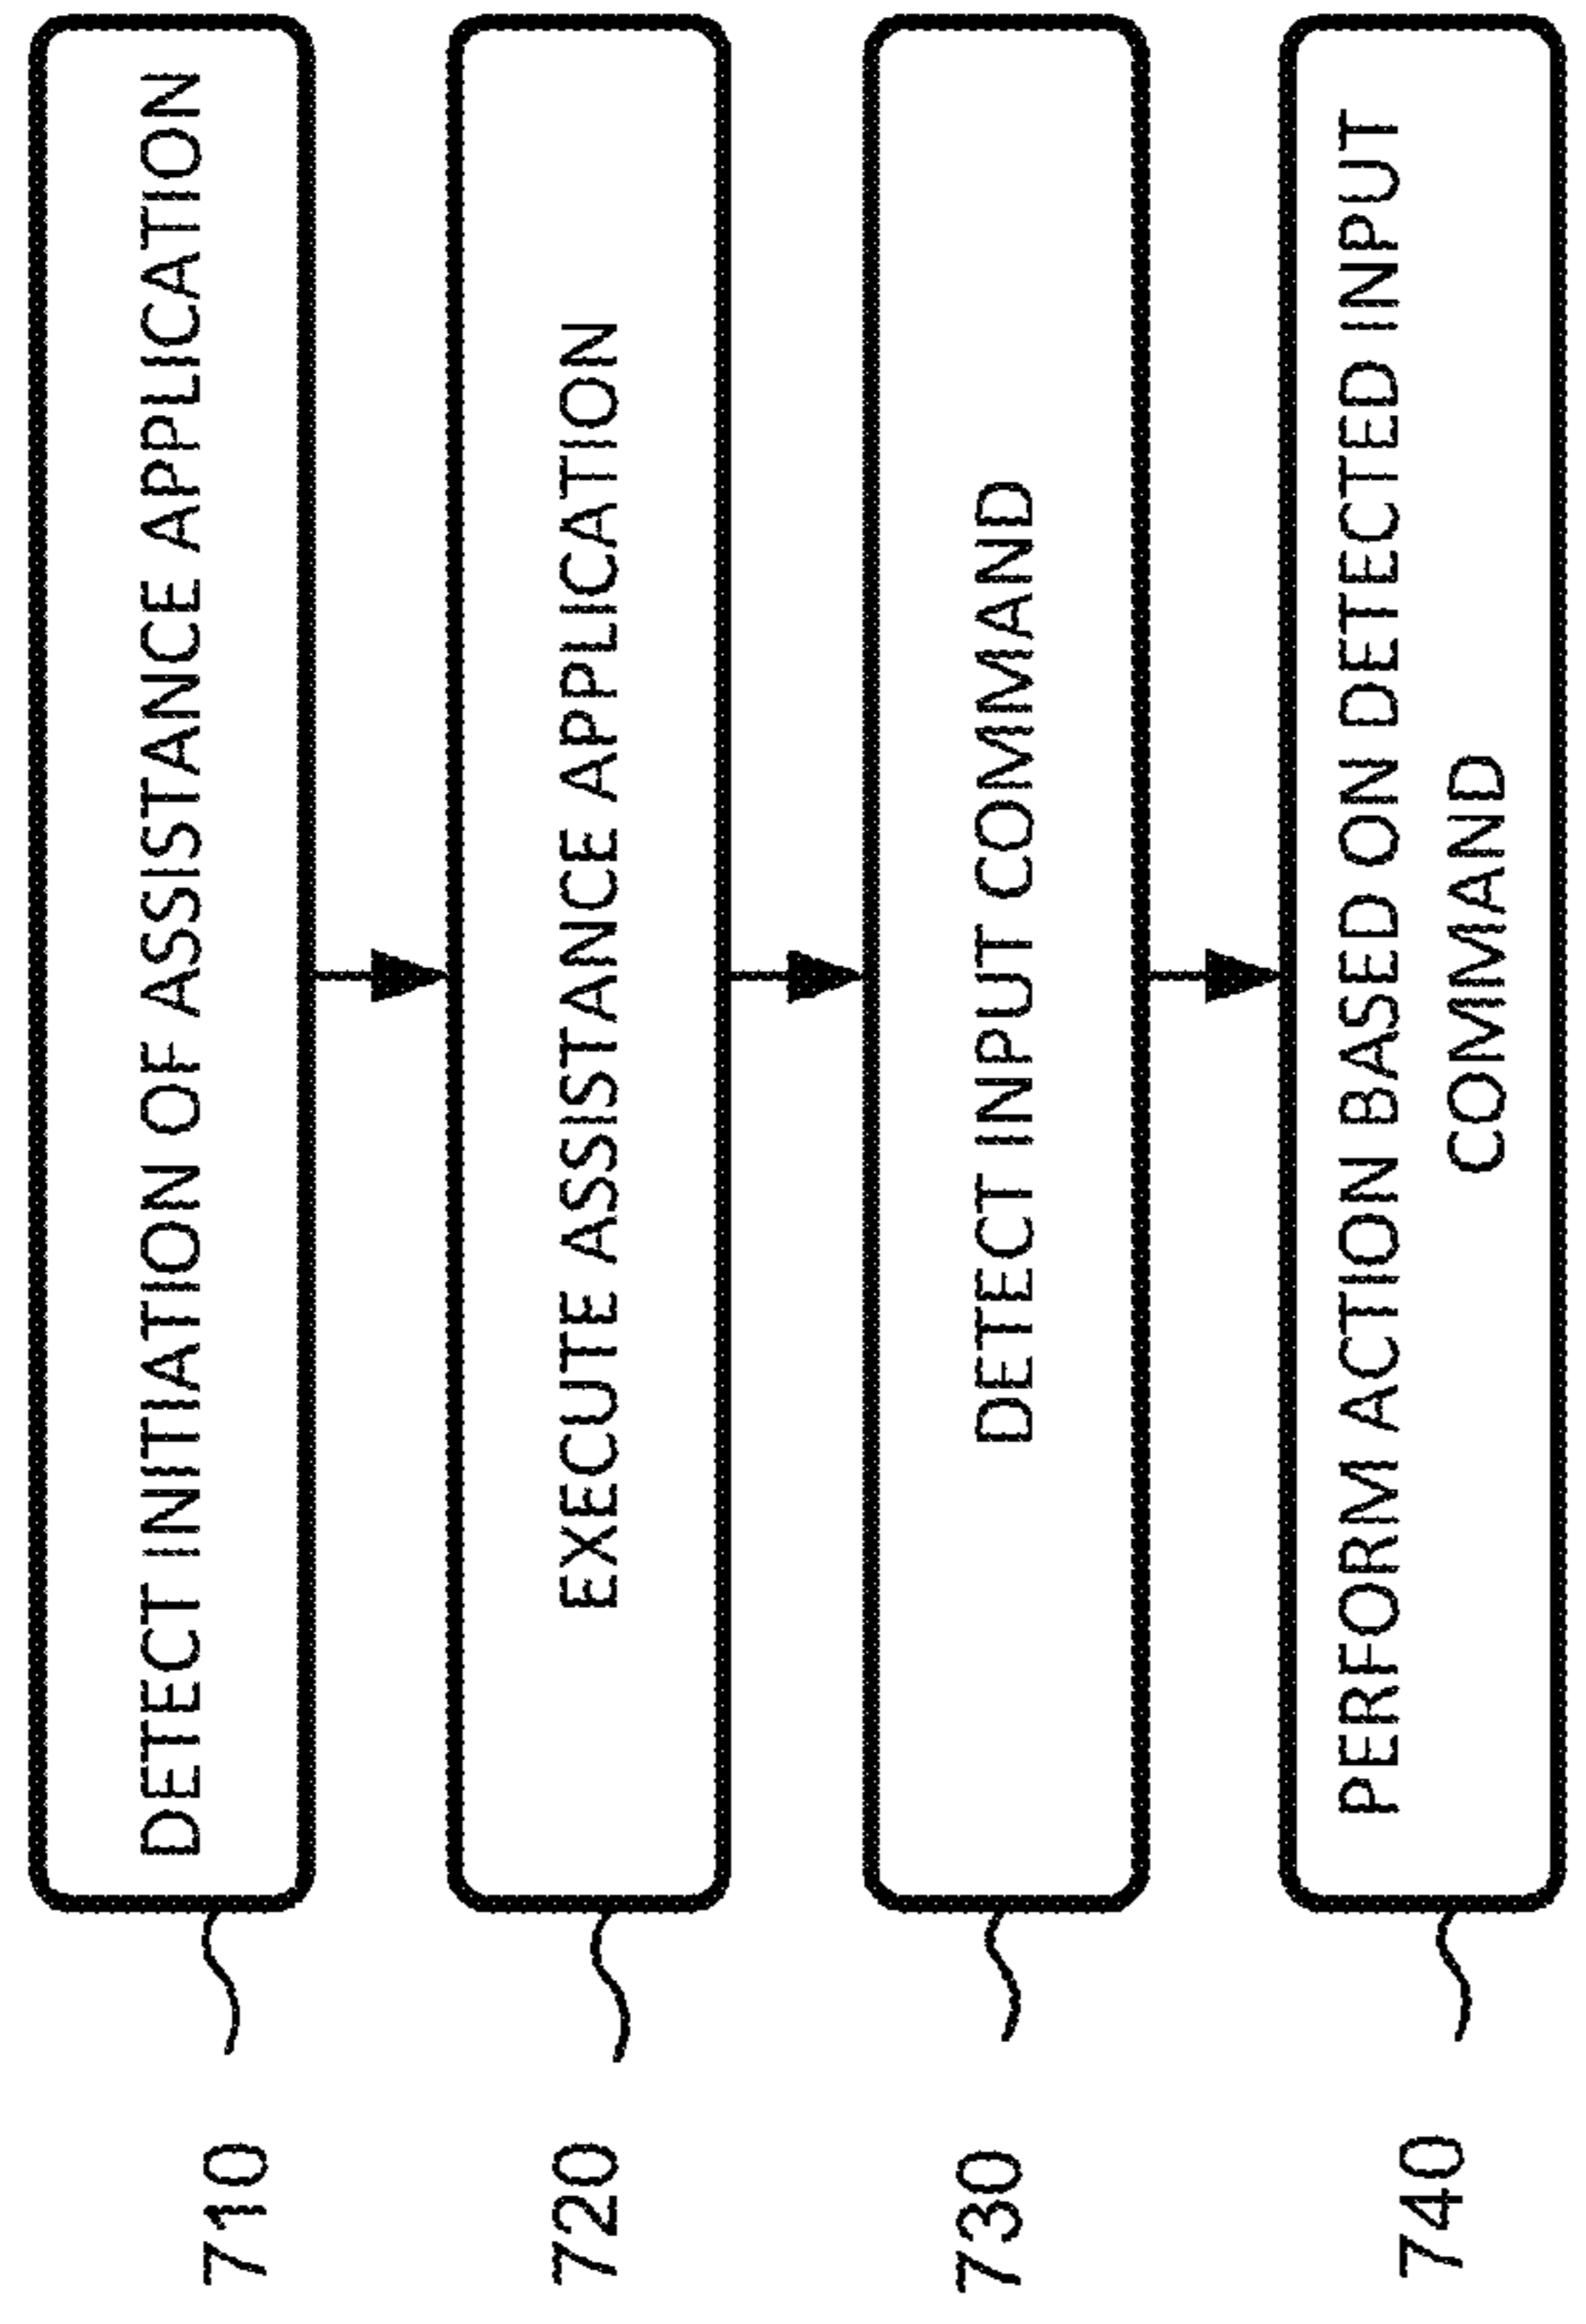 710
DETECT INITIATION OF ASSISTANCE APPLICATION
720
EXECUTE ASSISTANCE APPLICATION
730
DETECT INPUT COMMAND
740
PERFORM ACTION BASED ON DETECTED INPUT
COMMAND